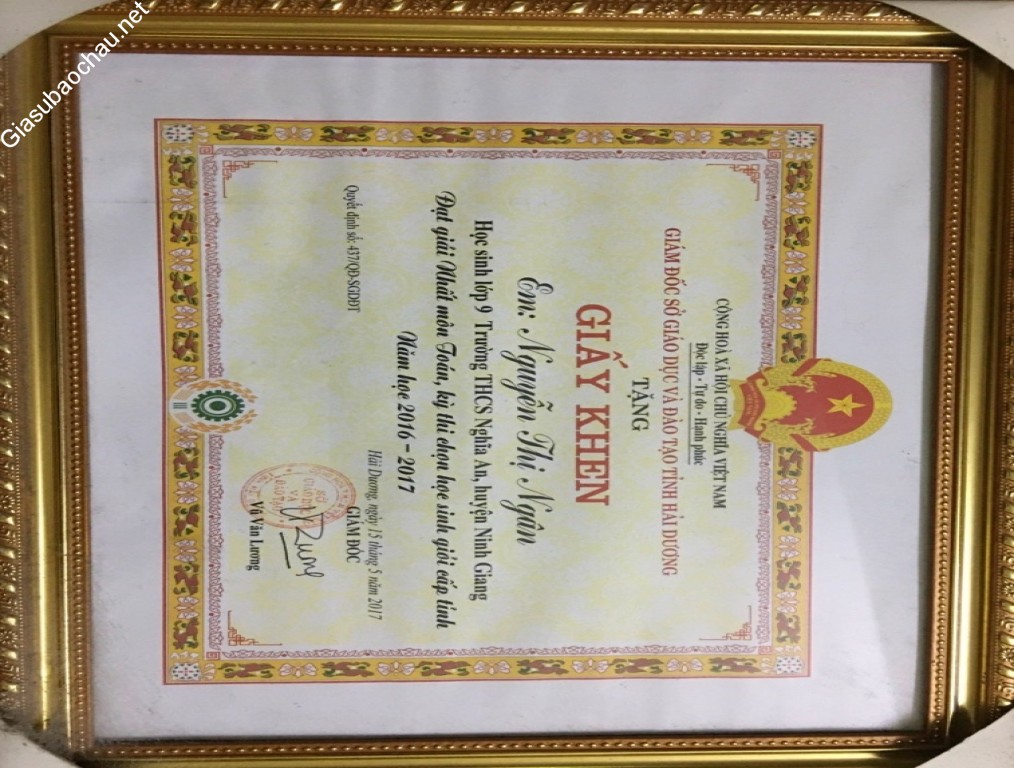 Giasubaochau.net
CỘNG HOÀ XÃ HỘI CHỦ NGHĨA VIỆT NAM
Độc lập - Tự do - Hạnh phúc
GIÁM ĐỐC SỞ GIÁO DỤC VÀ ĐÀO TẠO TỈNH HẢI DƯƠNG
TẶNG
GIẤY KHEN
Em: Nguyễn Thị Ngân
Học sinh lớp 9 Trường THCS Nghĩa An, huyện Ninh Giang
Đạt giải Nhất môn Toán, kỳ thi chọn học sinh giỏi cấp tỉnh
Năm học 2016 - 2017
Quyết định số: 437/QĐ-SGDĐT
Hải Dương, ngày 15 tháng 5 năm 2017
GIÁM ĐỐC
Vũ Văn Lương